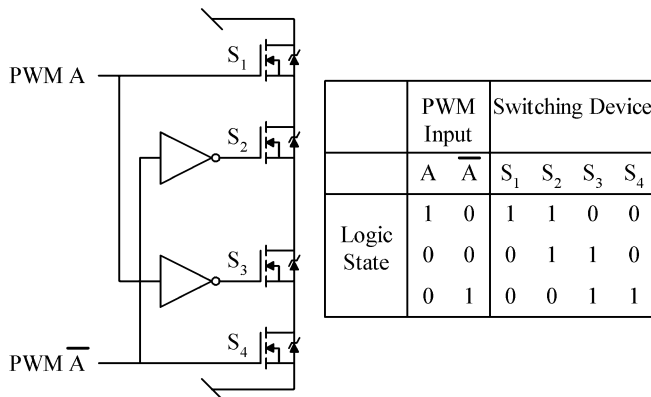 PWM A
S₁
S₂
S₃
S₄
PWM A̅
PWM Input
Switching Device
A A̅ S₁ S₂ S₃ S₄
Logic State
1 0 1 1 0 0
0 0 0 1 1 0
0 1 0 0 1 1